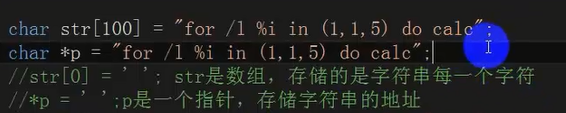 char str[100] = "for /l %i in (1,1,5) do calc";
char *p = "for /l %i in (1,1,5) do calc";
//str[0] = ' '; str是数组，存储的是字符串每一个字符
//*p = ' ';p是一个指针，存储字符串的地址